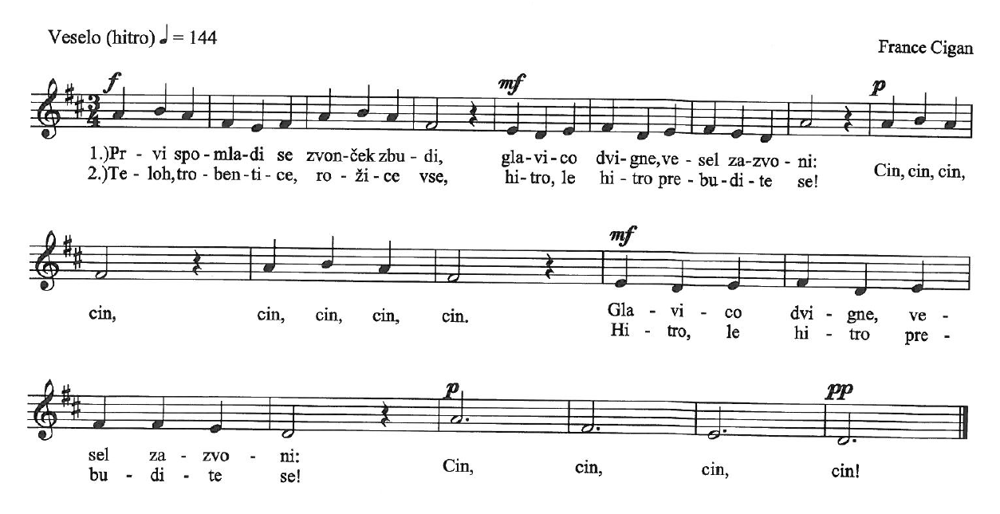 Veselo (hitro) ♩ = 144
France Cigan
f mf p
3
4
1.)Pr - vi spo - mla - di se zvon - ček zbu - di, gla - vi - co dvi - gne, ve - sel za - zvo - ni: Cin, cin, cin,
2.)Te - loh, tro - ben - ti - ce, ro - ži - ce vse, hi - tro, le hi - tro pre - bu - di - te se!
mf
cin, cin, cin, cin, cin. Gla - vi - co dvi - gne, ve -
Hi - tro, le hi - tro pre -
p pp
sel za - zvo - ni: Cin, cin, cin, cin!
bu - di - te se!